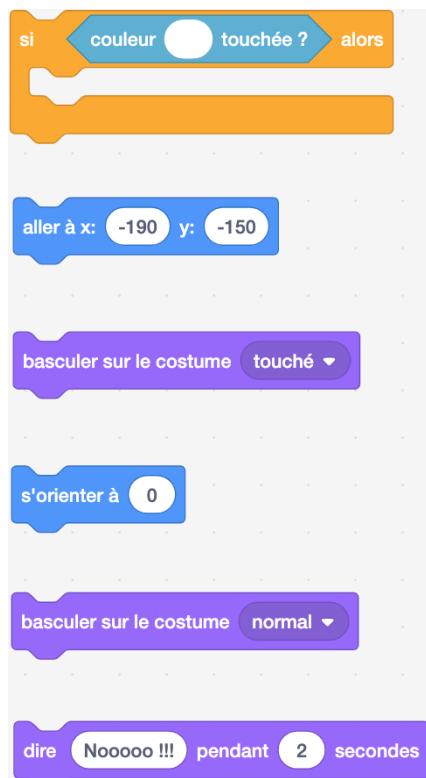 si couleur touchée ? alors
aller à x: -190 y: -150
basculer sur le costume touché
s'orienter à 0
basculer sur le costume normal
dire Nooooo !!! pendant 2 secondes